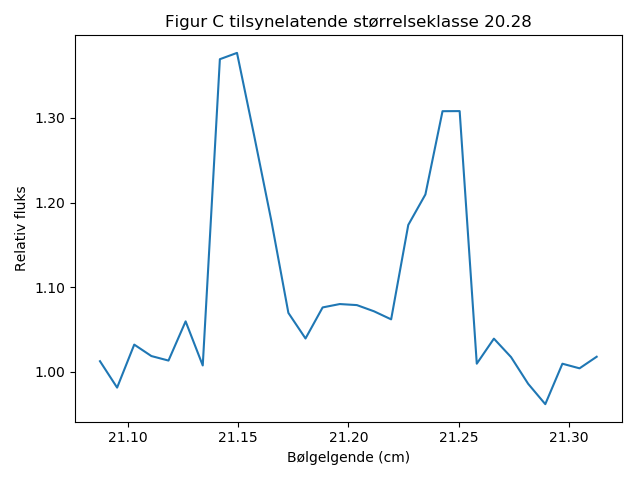 Figur C tilsynelatende størrelseklasse 20.28
Relativ fluks
1.30
1.20
1.10
1.00
21.10 21.15 21.20 21.25 21.30
Bølgelgende (cm)